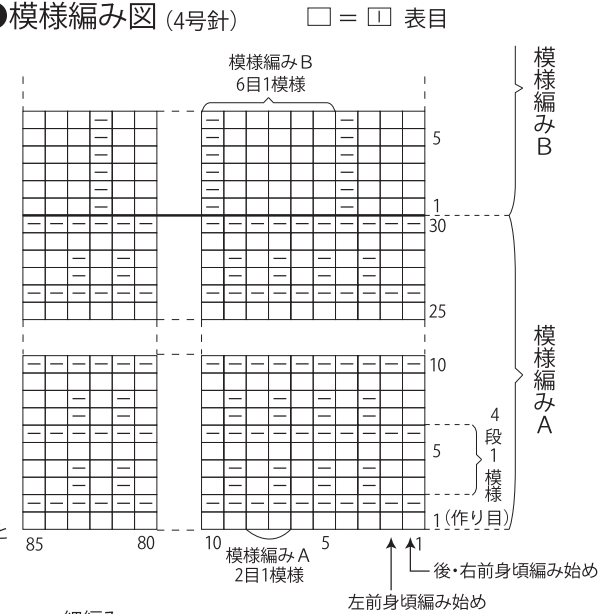 ●模様編み図 (4号針) □=| 表目
模様編みB
6目1模様
5
1
模様編みB
30
25
10
5
1(作り目)
模様編みA
4段1模様
85 80 10 5 1
模様編みA
2目1模様
後・右前身頃編み始め
左前身頃編み始め